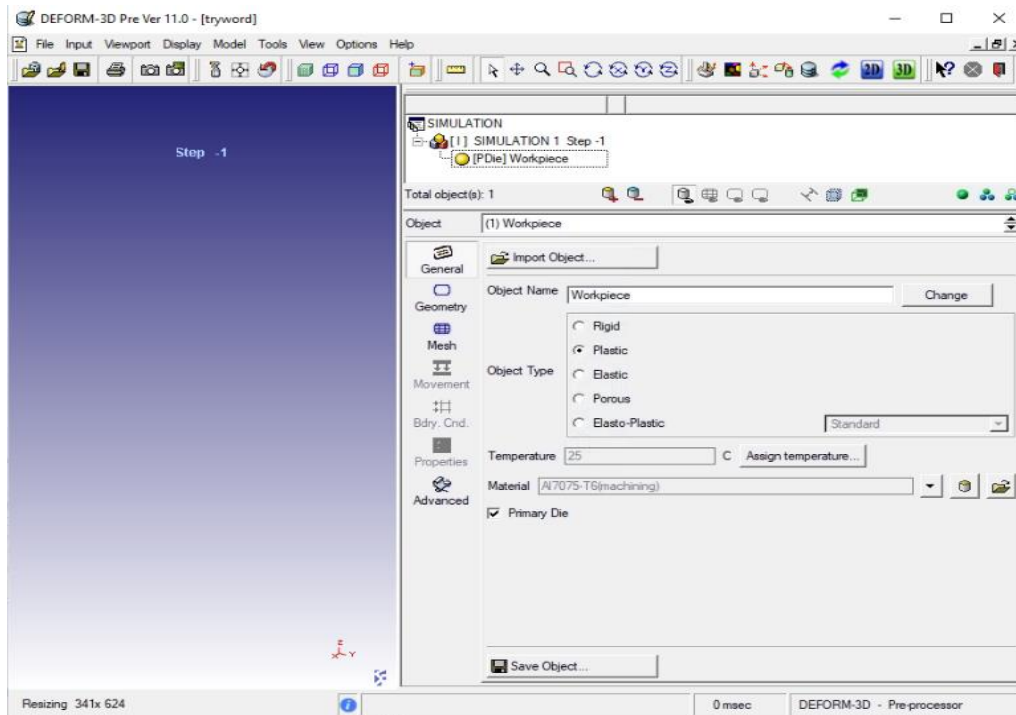 DEFORM-3D Pre Ver 11.0 - [tryword]
File Input Viewport Display Model Tools View Options Help
2D 3D
Step -1
SIMULATION
[1] SIMULATION 1 Step -1
[PDie] Workpiece
Total object(s): 1
Object (1) Workpiece
General
Import Object...
Object Name Workpiece Change
Geometry
Mesh
Movement
Bdry. Cnd.
Properties
Advanced
Object Type
Rigid
Plastic
Elastic
Porous
Elasto-Plastic Standard
Temperature 25 C Assign temperature...
Material Al7075-T6(machining)
Primary Die
Z
X Y
Save Object...
Resizing 341x 624 0 msec DEFORM-3D - Pre-processor